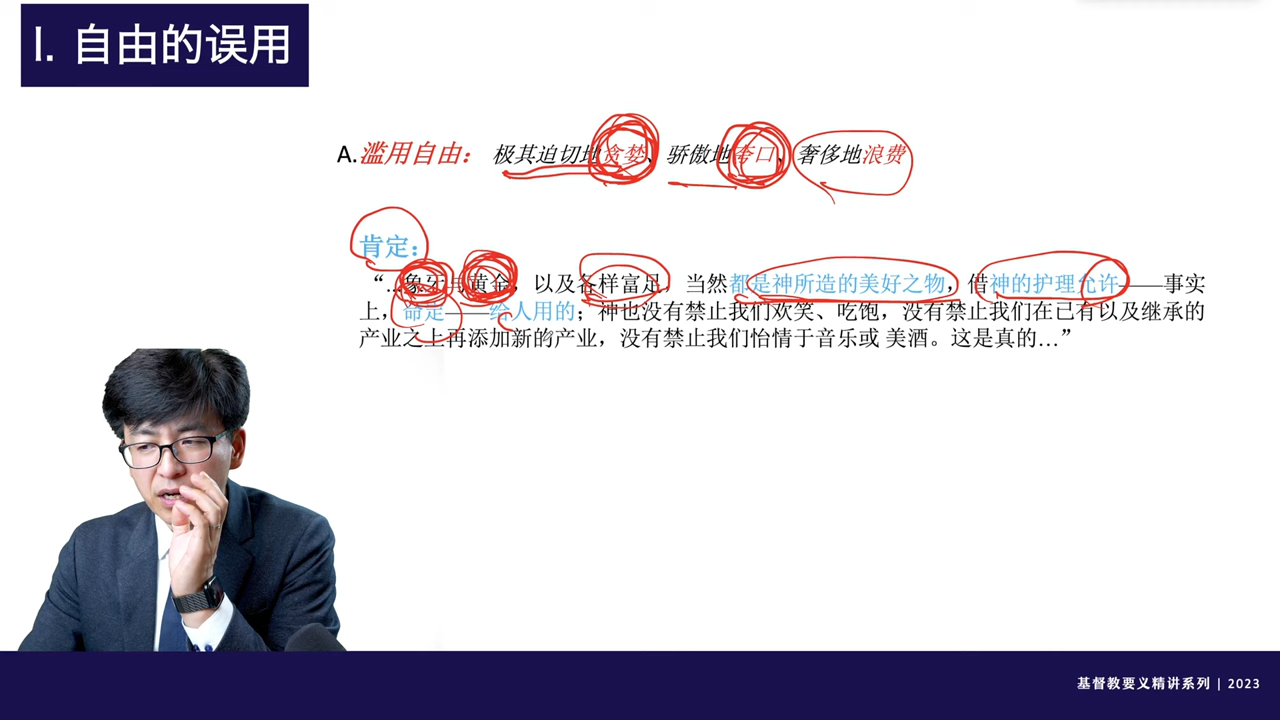 I. 自由的误用
A. 滥用自由： 极其迫切地贪婪、骄傲地夸口、奢侈地浪费
肯定：
“...象牙与黄金，以及各样富足，当然都是神所造的美好之物，借神的护理允许——事实
上，命定——给人用的；神也没有禁止我们欢笑、吃饱，没有禁止我们在已有以及继承的
产业之上再添加新的产业，没有禁止我们怡情于音乐或 美酒。这是真的...”
基督教要义精讲系列 | 2023